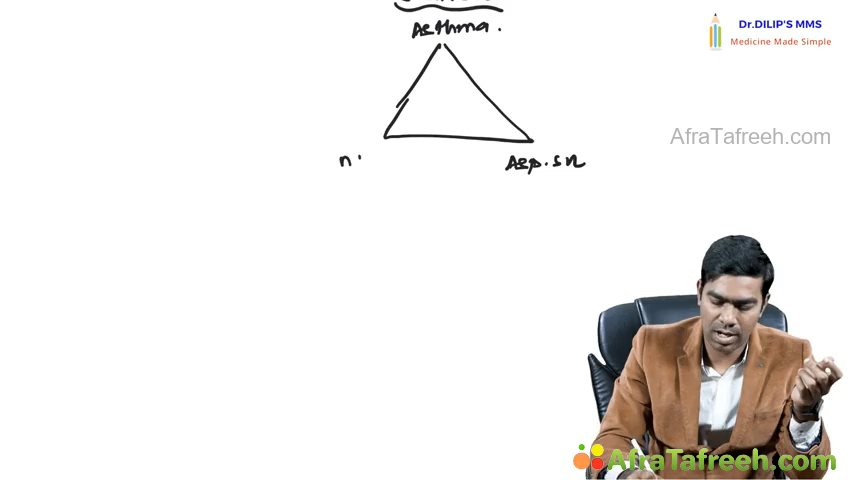 Dr.DILIP'S MMS
Medicine Made Simple
Asthma.
AfraTafreeh.com
n.
Asp. sn
AfraTafreeh.com